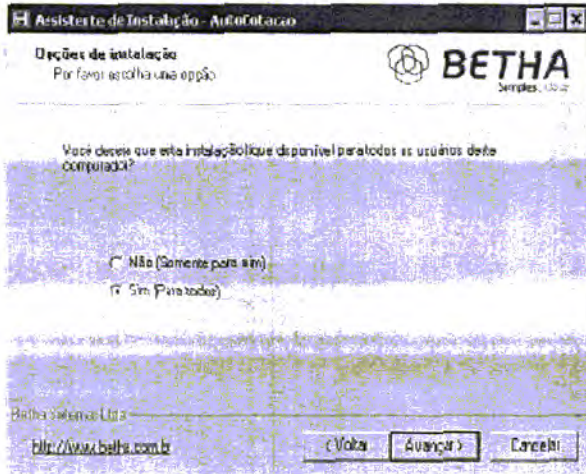 Assistente de Instalação - AutoCotacao
Opções de instalação
Por favor escolha uma opção
BETHA
Você deseja que esta instalação fique disponível para todos os usuários deste
computador?
Não (Somente para mim)
Sim (Para todos)
Betha Sistemas Ltda
http://www.betha.com.br
< Voltar
Avançar >
Cancelar